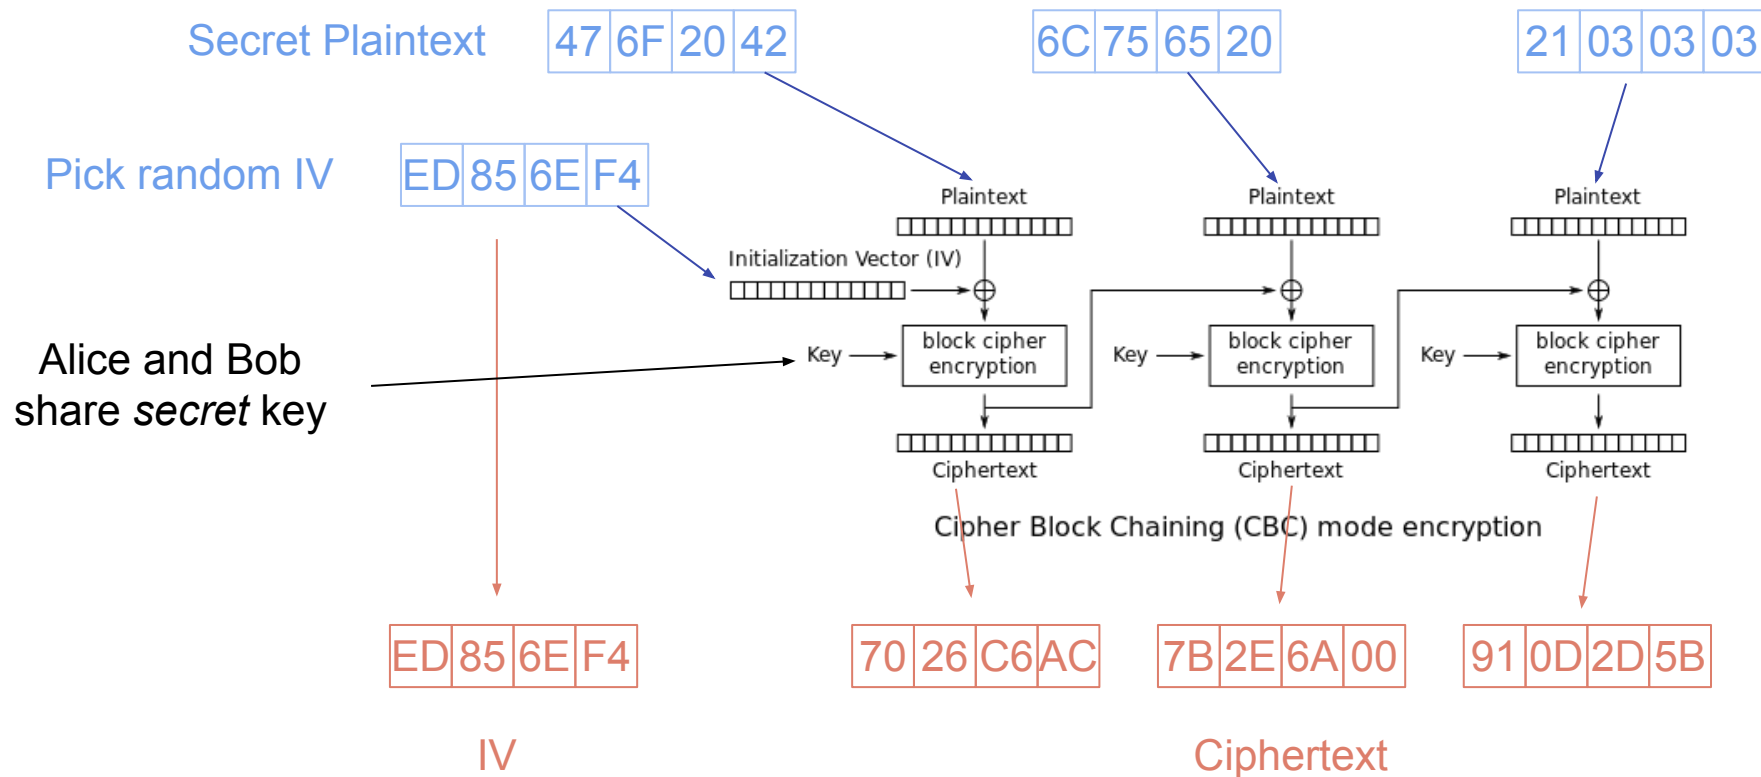 Secret Plaintext 47 6F 20 42 6C 75 65 20 21 03 03 03
Pick random IV ED 85 6E F4
Plaintext Plaintext Plaintext
Initialization Vector (IV)
Alice and Bob
share secret key
Key block cipher encryption Key block cipher encryption Key block cipher encryption
Ciphertext Ciphertext Ciphertext
Cipher Block Chaining (CBC) mode encryption
ED 85 6E F4 70 26 C6 AC 7B 2E 6A 00 91 0D 2D 5B
IV Ciphertext